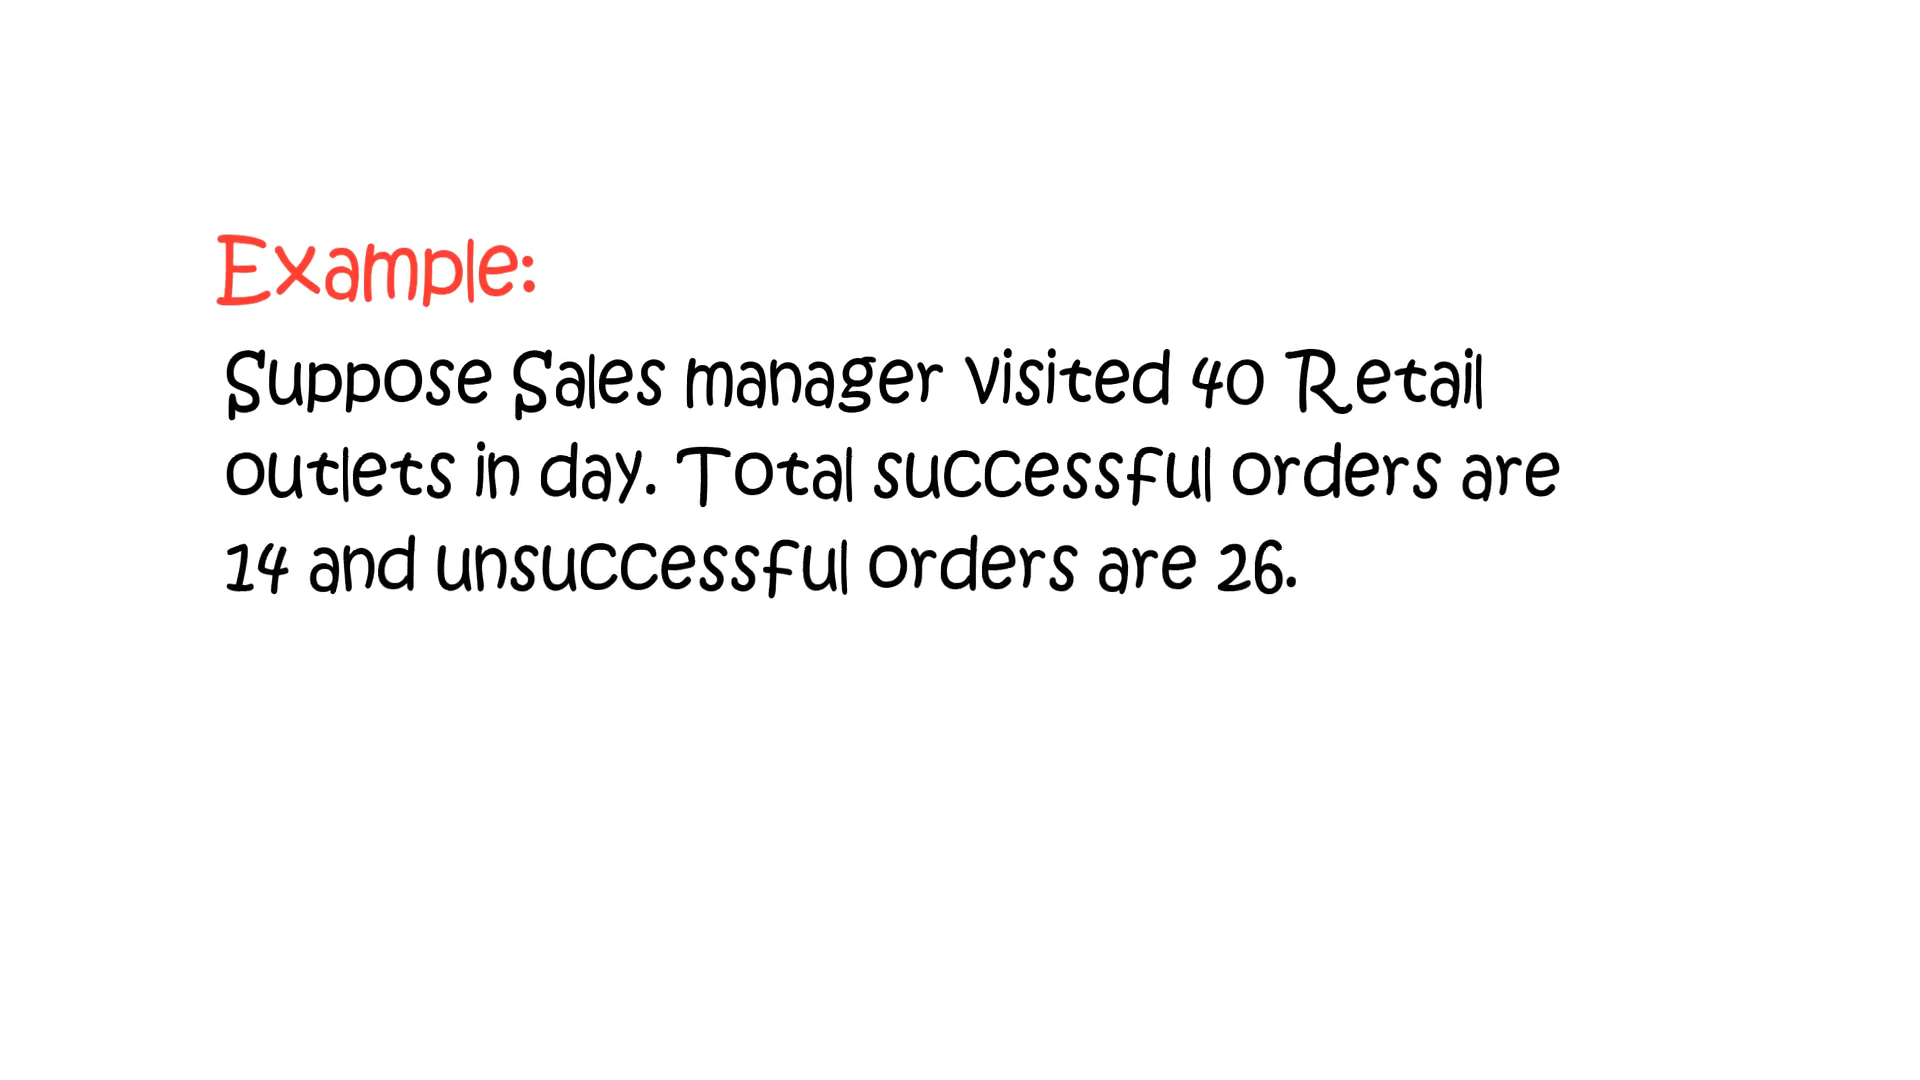 Example:
Suppose Sales manager visited 40 Retail
outlets in day. Total successful orders are
14 and unsuccessful orders are 26.